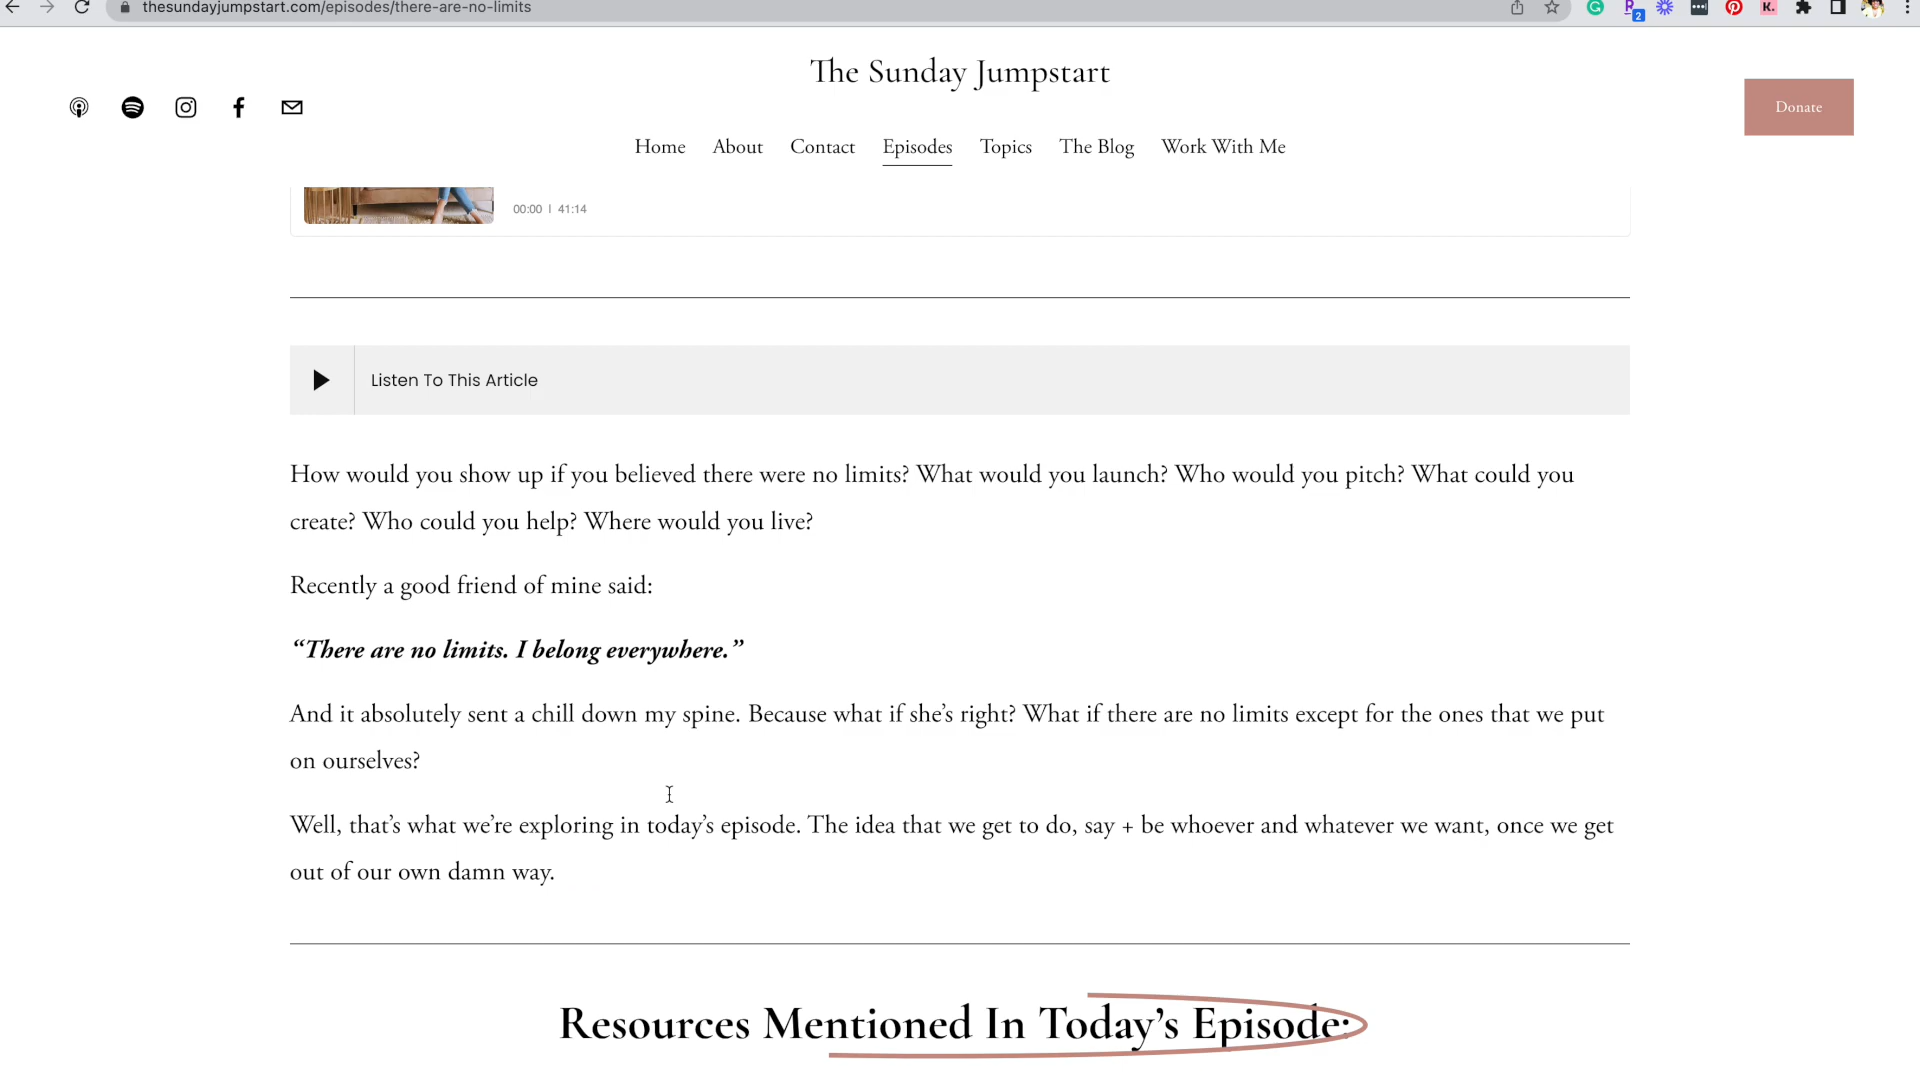 thesundayjumpstart.com/episodes/there-are-no-limits
2
K.
The Sunday Jumpstart
Donate
Home About Contact Episodes Topics The Blog Work With Me
00:00 | 41:14
Listen To This Article
How would you show up if you believed there were no limits? What would you launch? Who would you pitch? What could you
create? Who could you help? Where would you live?
Recently a good friend of mine said:
“There are no limits. I belong everywhere.”
And it absolutely sent a chill down my spine. Because what if she’s right? What if there are no limits except for the ones that we put
on ourselves?
Well, that’s what we’re exploring in today’s episode. The idea that we get to do, say + be whoever and whatever we want, once we get
out of our own damn way.
Resources Mentioned In Today’s Episode: